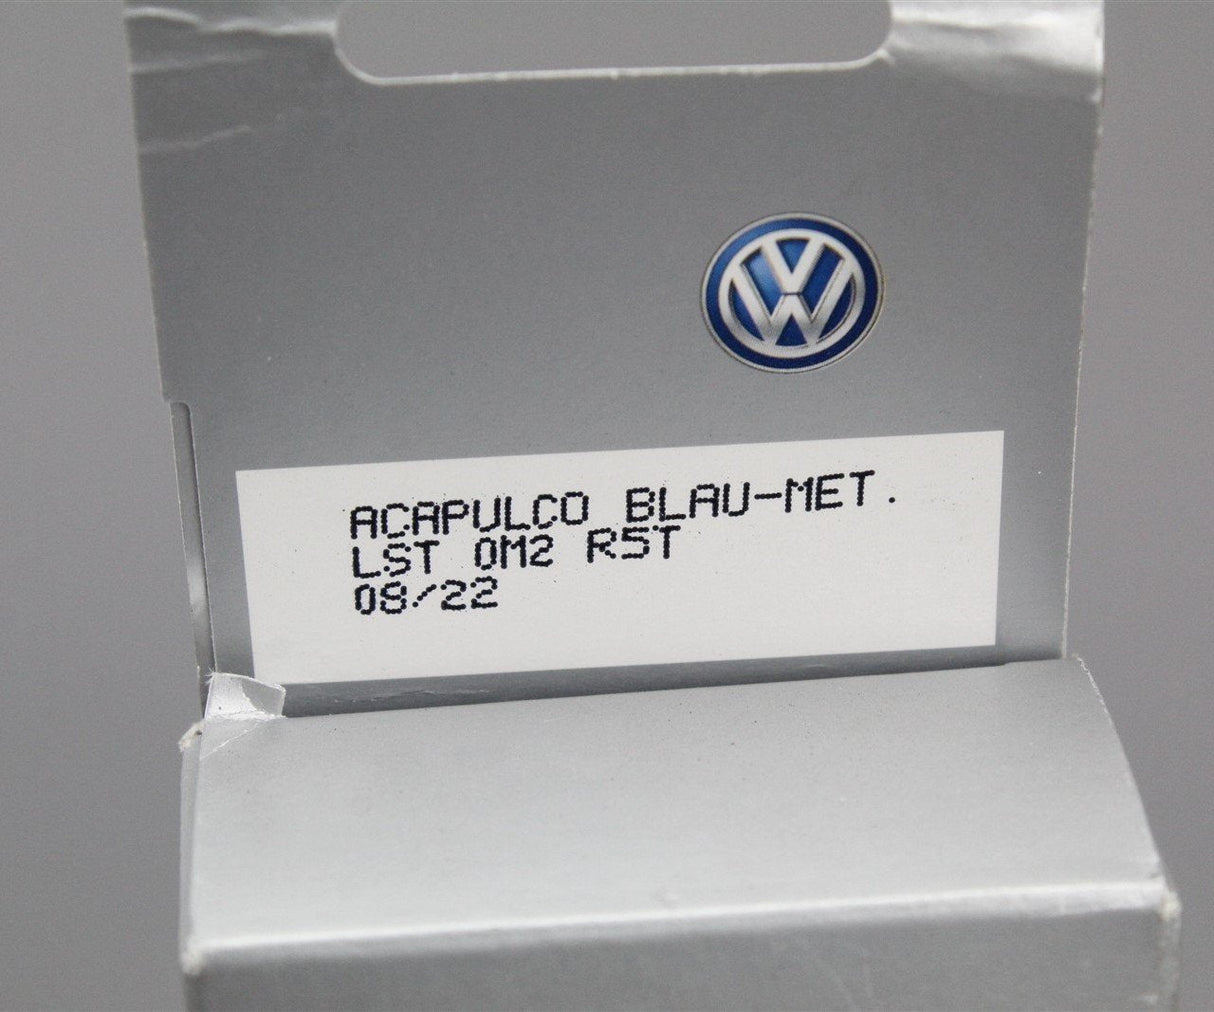 ACAPULCO BLAU-MET.
LST 0M2 R5T
08/22